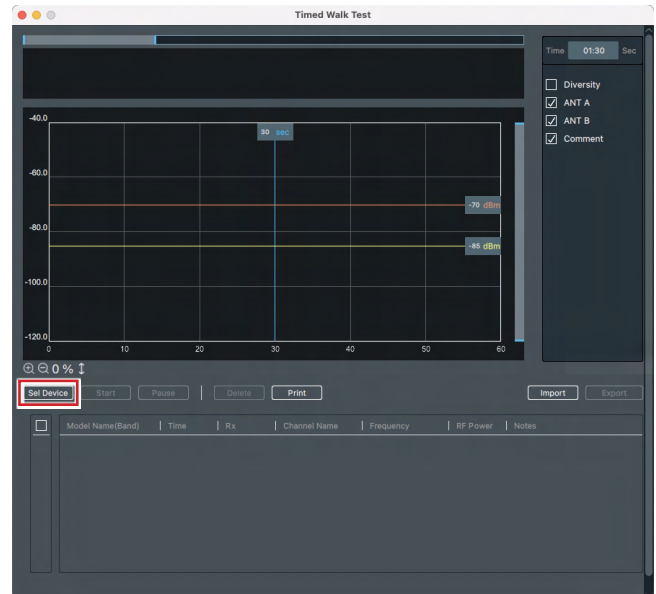 Timed Walk Test
Time 01:30 Sec
Diversity
ANT A
ANT B
Comment
-40.0
30 sec
-60.0
-70 dBm
-80.0
-85 dBm
-100.0
-120.0
0 10 20 30 40 50 60
0 %
Sel Device Start Pause Delete Print Import Export
Model Name(Band) Time Rx Channel Name Frequency RF Power Notes